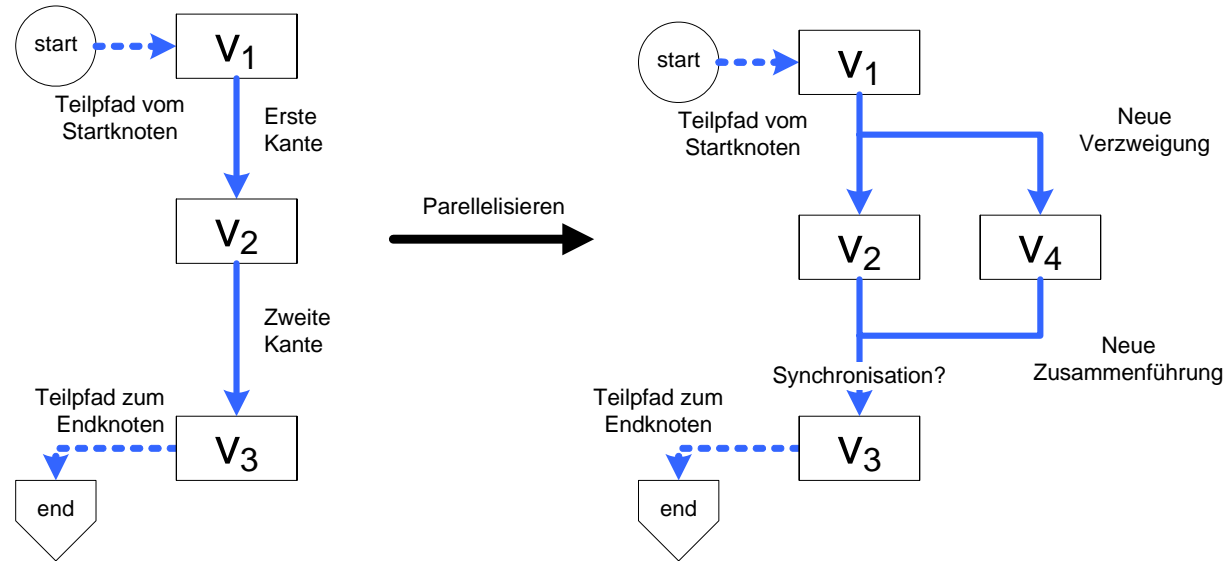 start
V1
Teilpfad vom
Startknoten
Erste
Kante
V2
Zweite
Kante
Teilpfad zum
Endknoten
V3
end
Parellelisieren
start
V1
Teilpfad vom
Startknoten
Neue
Verzweigung
V2
V4
Synchronisation?
Neue
Zusammenführung
Teilpfad zum
Endknoten
V3
end